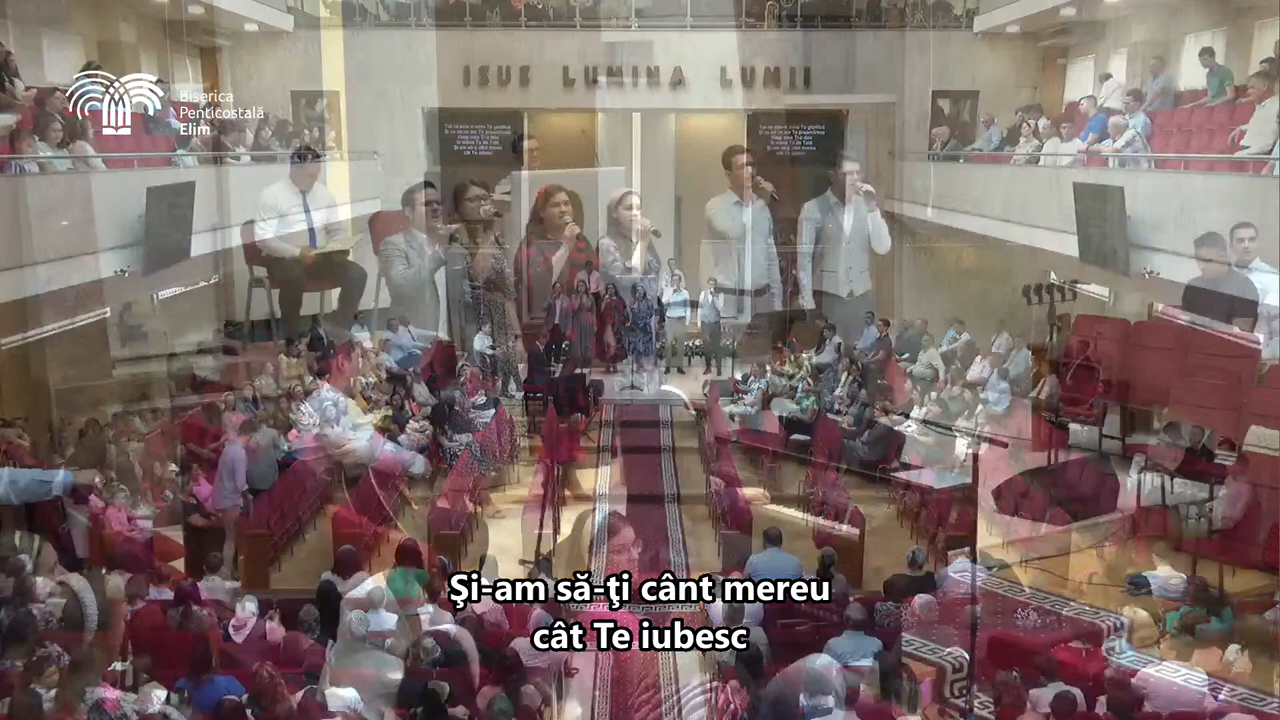 ISUS LUMINA LUMII
Biserica
Penticostală
Elim
Şi-am să-ţi cânt mereu
cât Te iubesc